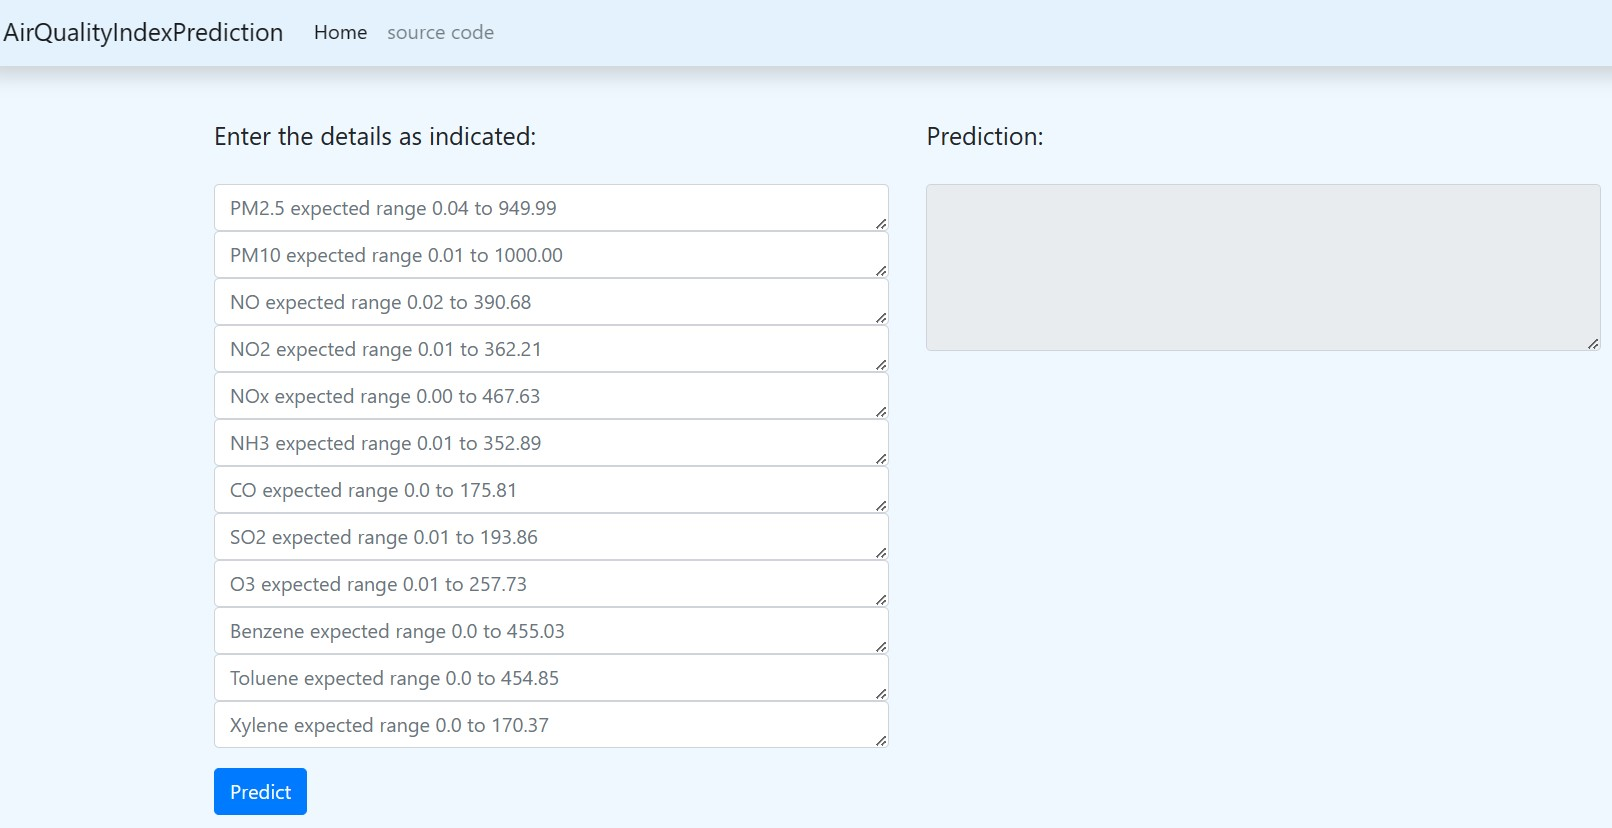 AirQualityIndexPrediction Home source code
Enter the details as indicated:
PM2.5 expected range 0.04 to 949.99
PM10 expected range 0.01 to 1000.00
NO expected range 0.02 to 390.68
NO2 expected range 0.01 to 362.21
NOx expected range 0.00 to 467.63
NH3 expected range 0.01 to 352.89
CO expected range 0.0 to 175.81
SO2 expected range 0.01 to 193.86
O3 expected range 0.01 to 257.73
Benzene expected range 0.0 to 455.03
Toluene expected range 0.0 to 454.85
Xylene expected range 0.0 to 170.37
Predict
Prediction: